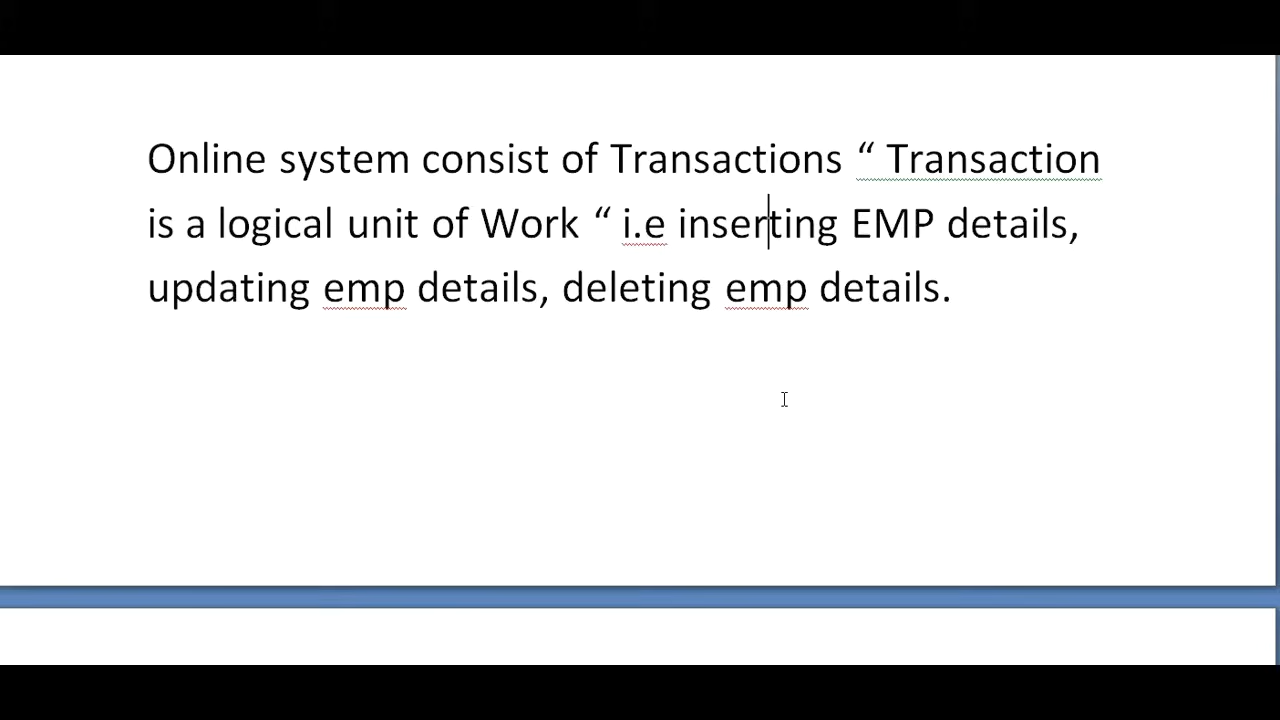 Online system consist of Transactions “ Transaction
is a logical unit of Work “ i.e inserting EMP details,
updating emp details, deleting emp details.